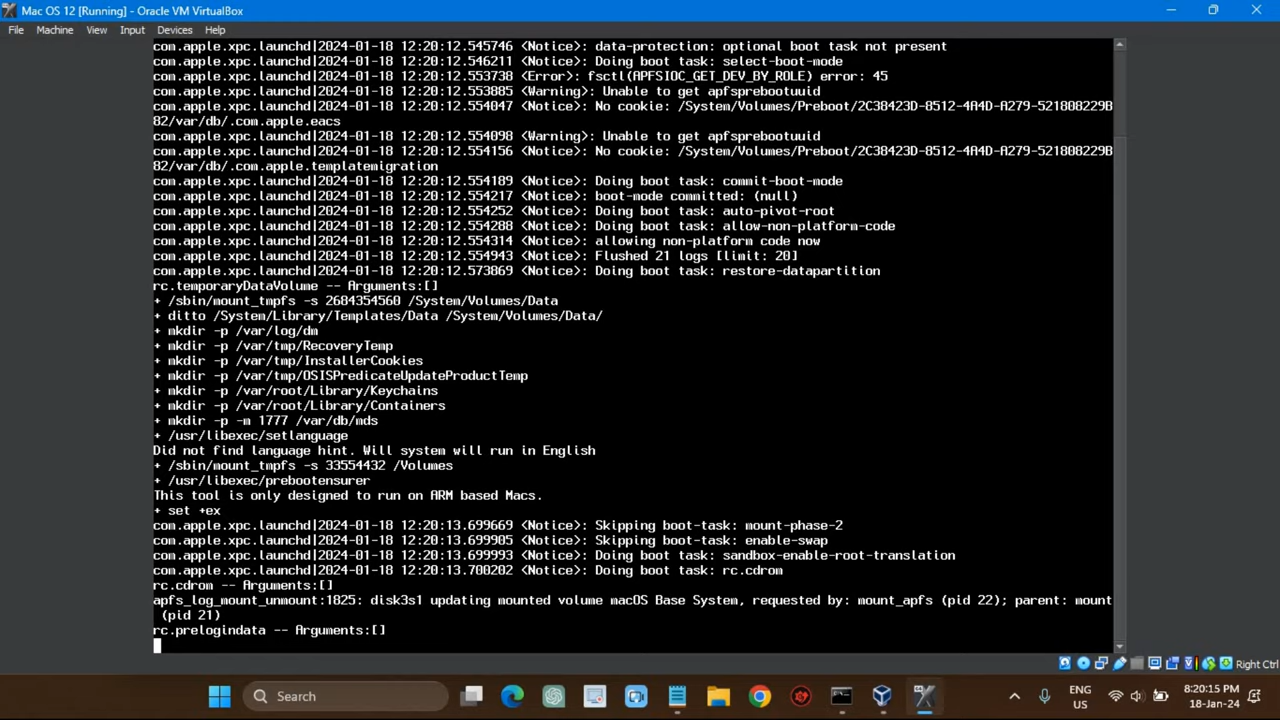 Mac OS 12 [Running] - Oracle VM VirtualBox
File Machine View Input Devices Help
com.apple.xpc.launchd|2024-01-18 12:20:12.545746 <Notice>: data-protection: optional boot task not present
com.apple.xpc.launchd|2024-01-18 12:20:12.546211 <Notice>: Doing boot task: select-boot-mode
com.apple.xpc.launchd|2024-01-18 12:20:12.553738 <Error>: fsctl(APFSIOC_GET_DEV_BY_ROLE) error: 45
com.apple.xpc.launchd|2024-01-18 12:20:12.553885 <Warning>: Unable to get apfsprebootuuid
com.apple.xpc.launchd|2024-01-18 12:20:12.554047 <Notice>: No cookie: /System/Volumes/Preboot/2C38423D-8512-4A4D-A279-521808229B
82/var/db/.com.apple.eacs
com.apple.xpc.launchd|2024-01-18 12:20:12.554098 <Warning>: Unable to get apfsprebootuuid
com.apple.xpc.launchd|2024-01-18 12:20:12.554156 <Notice>: No cookie: /System/Volumes/Preboot/2C38423D-8512-4A4D-A279-521808229B
82/var/db/.com.apple.templatemigration
com.apple.xpc.launchd|2024-01-18 12:20:12.554189 <Notice>: Doing boot task: commit-boot-mode
com.apple.xpc.launchd|2024-01-18 12:20:12.554217 <Notice>: boot-mode committed: (null)
com.apple.xpc.launchd|2024-01-18 12:20:12.554252 <Notice>: Doing boot task: auto-pivot-root
com.apple.xpc.launchd|2024-01-18 12:20:12.554288 <Notice>: Doing boot task: allow-non-platform-code
com.apple.xpc.launchd|2024-01-18 12:20:12.554314 <Notice>: allowing non-platform code now
com.apple.xpc.launchd|2024-01-18 12:20:12.554943 <Notice>: Flushed 21 logs [limit: 20]
com.apple.xpc.launchd|2024-01-18 12:20:12.573869 <Notice>: Doing boot task: restore-datapartition
rc.temporaryDataVolume -- Arguments:[]
+ /sbin/mount_tmpfs -s 2684354560 /System/Volumes/Data
+ ditto /System/Library/Templates/Data /System/Volumes/Data/
+ mkdir -p /var/log/dm
+ mkdir -p /var/tmp/RecoveryTemp
+ mkdir -p /var/tmp/InstallerCookies
+ mkdir -p /var/tmp/OSISPredicateUpdateProductTemp
+ mkdir -p /var/root/Library/Keychains
+ mkdir -p /var/root/Library/Containers
+ mkdir -p -m 1777 /var/db/mds
+ /usr/libexec/setlanguage
Did not find language hint. Will system will run in English
+ /sbin/mount_tmpfs -s 33554432 /Volumes
+ /usr/libexec/prebootensurer
This tool is only designed to run on ARM based Macs.
+ set +ex
com.apple.xpc.launchd|2024-01-18 12:20:13.699669 <Notice>: Skipping boot-task: mount-phase-2
com.apple.xpc.launchd|2024-01-18 12:20:13.699905 <Notice>: Skipping boot-task: enable-swap
com.apple.xpc.launchd|2024-01-18 12:20:13.699993 <Notice>: Doing boot task: sandbox-enable-root-translation
com.apple.xpc.launchd|2024-01-18 12:20:13.700202 <Notice>: Doing boot task: rc.cdrom
rc.cdrom -- Arguments:[]
apfs_log_mount_unmount:1825: disk3s1 updating mounted volume macOS Base System, requested by: mount_apfs (pid 22); parent: mount
(pid 21)
rc.prelogindata -- Arguments:[]
Right Ctrl
Search
ENG
US
8:20:15 PM
18-Jan-24